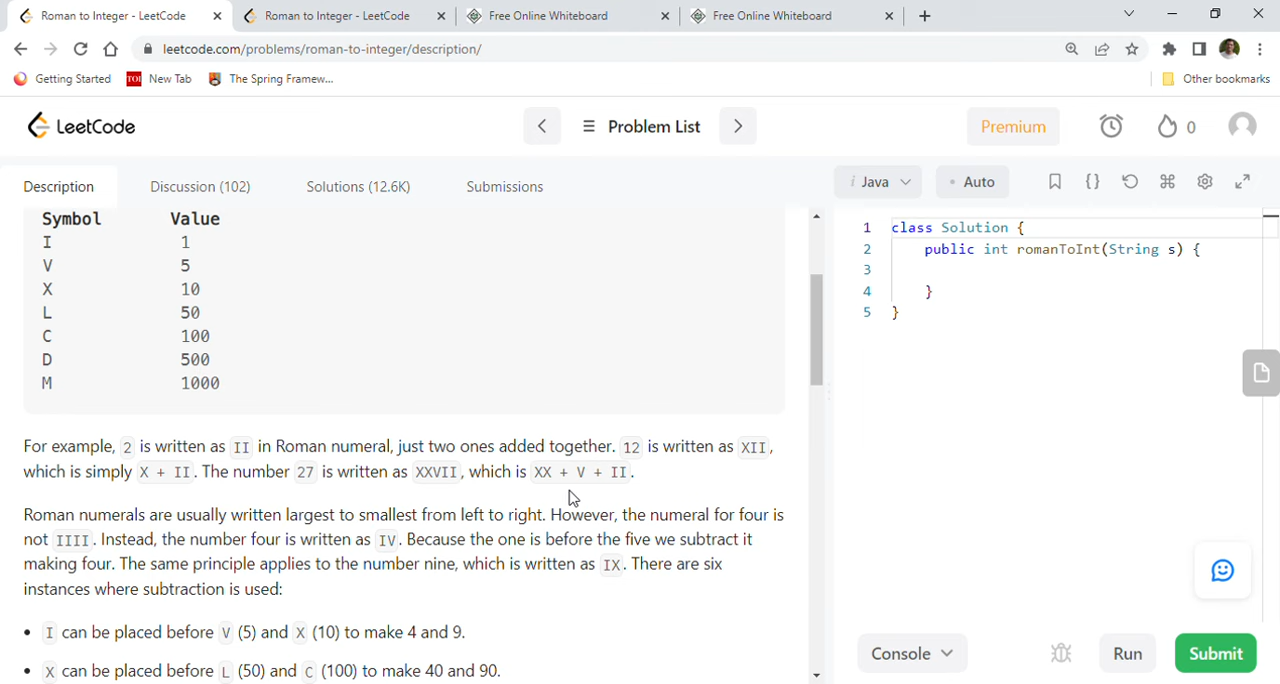 Roman to Integer - LeetCode
Roman to Integer - LeetCode
Free Online Whiteboard
Free Online Whiteboard
leetcode.com/problems/roman-to-integer/description/
Getting Started
TOI New Tab
The Spring Framew...
Other bookmarks
LeetCode
Problem List
Premium
0
Description
Discussion (102)
Solutions (12.6K)
Submissions
i Java
Auto
Symbol Value
I 1
V 5
X 10
L 50
C 100
D 500
M 1000
For example, 2 is written as II in Roman numeral, just two ones added together. 12 is written as XII,
which is simply X + II. The number 27 is written as XXVII, which is XX + V + II.
Roman numerals are usually written largest to smallest from left to right. However, the numeral for four is
not IIII. Instead, the number four is written as IV. Because the one is before the five we subtract it
making four. The same principle applies to the number nine, which is written as IX. There are six
instances where subtraction is used:
• I can be placed before V (5) and X (10) to make 4 and 9.
• X can be placed before L (50) and C (100) to make 40 and 90.
1 class Solution {
2 public int romanToInt(String s) {
3
4 }
5 }
Console
Run
Submit